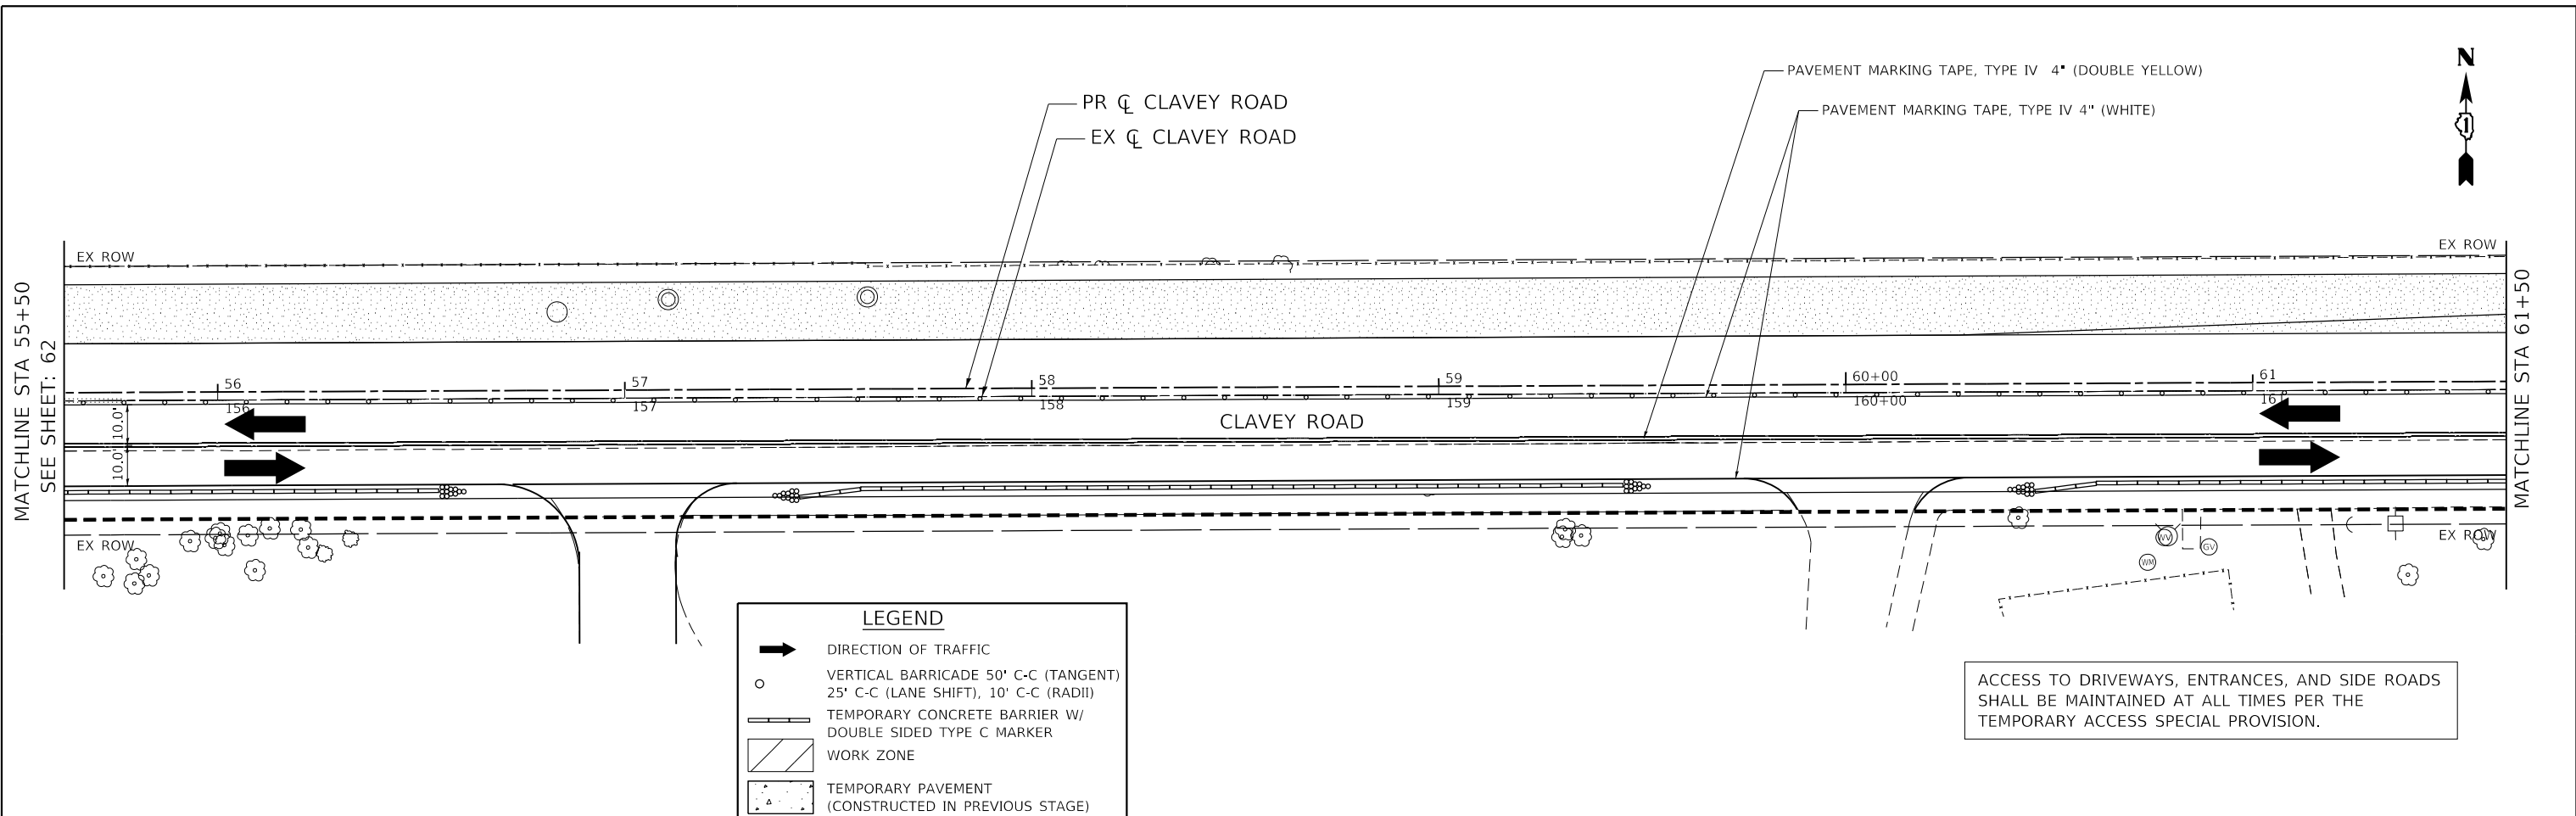 N
PAVEMENT MARKING TAPE, TYPE IV 4" (DOUBLE YELLOW)
PR ℄ CLAVEY ROAD
PAVEMENT MARKING TAPE, TYPE IV 4" (WHITE)
EX ℄ CLAVEY ROAD
1
EX ROW
EX ROW
MATCHLINE STA 55+50
SEE SHEET: 62
MATCHLINE STA 61+50
56
57
58
59
60+00
61
156
157
158
159
160+00
161
10.0'
10.0'
CLAVEY ROAD
EX ROW
EX ROW
WV
GV
WM
LEGEND
DIRECTION OF TRAFFIC
VERTICAL BARRICADE 50' C-C (TANGENT)
25' C-C (LANE SHIFT), 10' C-C (RADII)
TEMPORARY CONCRETE BARRIER W/
DOUBLE SIDED TYPE C MARKER
WORK ZONE
TEMPORARY PAVEMENT
(CONSTRUCTED IN PREVIOUS STAGE)
ACCESS TO DRIVEWAYS, ENTRANCES, AND SIDE ROADS
SHALL BE MAINTAINED AT ALL TIMES PER THE
TEMPORARY ACCESS SPECIAL PROVISION.